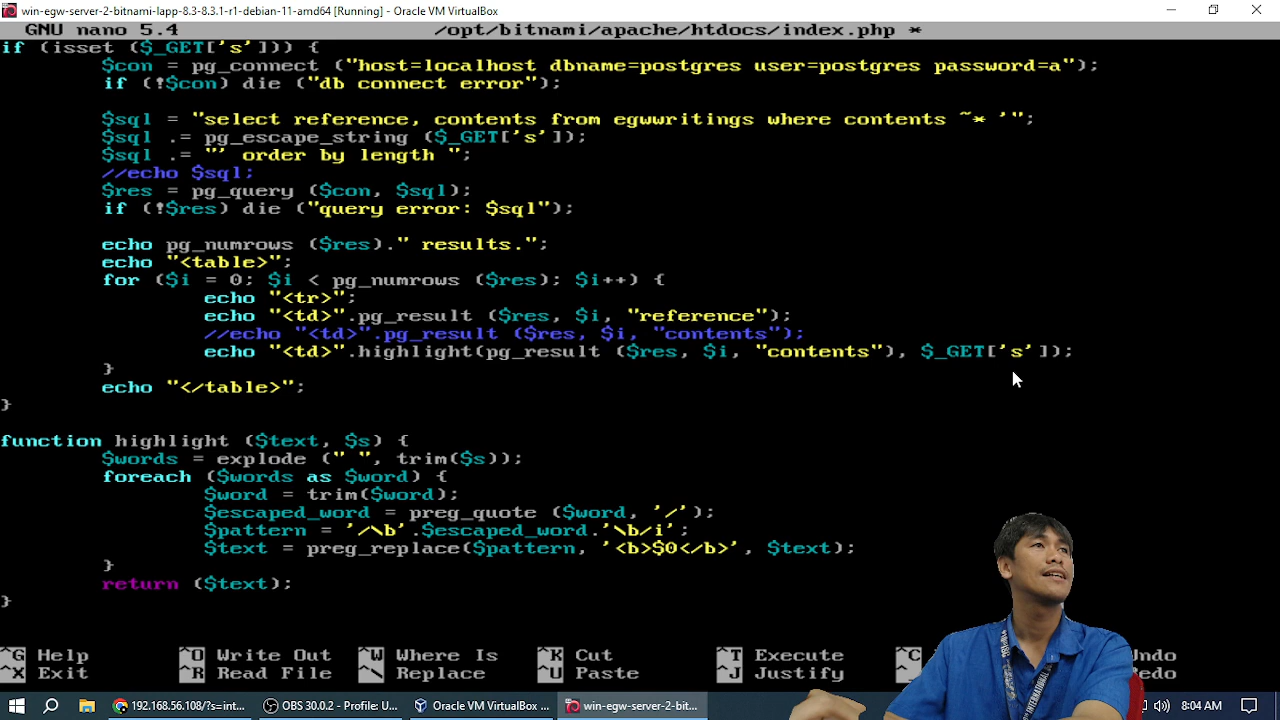 win-egw-server-2-bitnami-lapp-8.3-8.3.1-r1-debian-11-amd64 [Running] - Oracle VM VirtualBox
GNU nano 5.4 /opt/bitnami/apache/htdocs/index.php *
if (isset ($_GET['s'])) {
$con = pg_connect ("host=localhost dbname=postgres user=postgres password=a");
if (!$con) die ("db connect error");
$sql = "select reference, contents from egwwritings where contents ~* '";
$sql .= pg_escape_string ($_GET['s']);
$sql .= "' order by length ";
//echo $sql;
$res = pg_query ($con, $sql);
if (!$res) die ("query error: $sql");
echo pg_numrows ($res)." results.";
echo "<table>";
for ($i = 0; $i < pg_numrows ($res); $i++) {
echo "<tr>";
echo "<td>".pg_result ($res, $i, "reference");
//echo "<td>".pg_result ($res, $i, "contents");
echo "<td>".highlight(pg_result ($res, $i, "contents"), $_GET['s']);
}
echo "</table>";
}
function highlight ($text, $s) {
$words = explode (" ", trim($s));
foreach ($words as $word) {
$word = trim($word);
$escaped_word = preg_quote ($word, '/');
$pattern = '/\b'.$escaped_word.'\b/i';
$text = preg_replace($pattern, '<b>$0</b>', $text);
}
return ($text);
}
^G Help ^O Write Out ^W Where Is ^K Cut ^T Execute ^C Undo
^X Exit ^R Read File ^\ Replace ^U Paste ^J Justify Redo
INTERNATIONAL
192.168.56.108/?s=int... OBS 30.0.2 - Profile: U... Oracle VM VirtualBox ... win-egw-server-2-bit... 8:04 AM